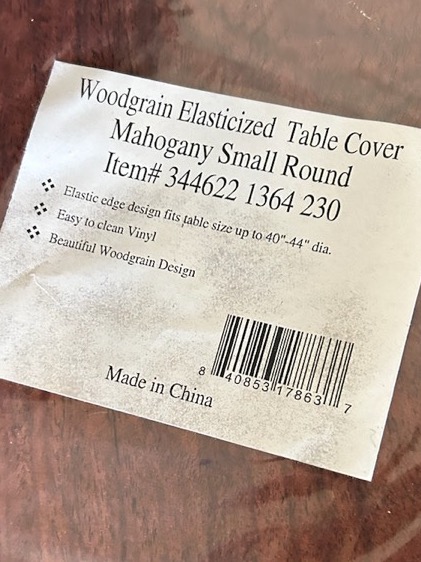 Woodgrain Elasticized Table Cover
Mahogany Small Round
Item# 344622 1364 230
Elastic edge design fits table size up to 40"-44" dia.
Easy to clean Vinyl
Beautiful Woodgrain Design
8 40853 17863 7
Made in China